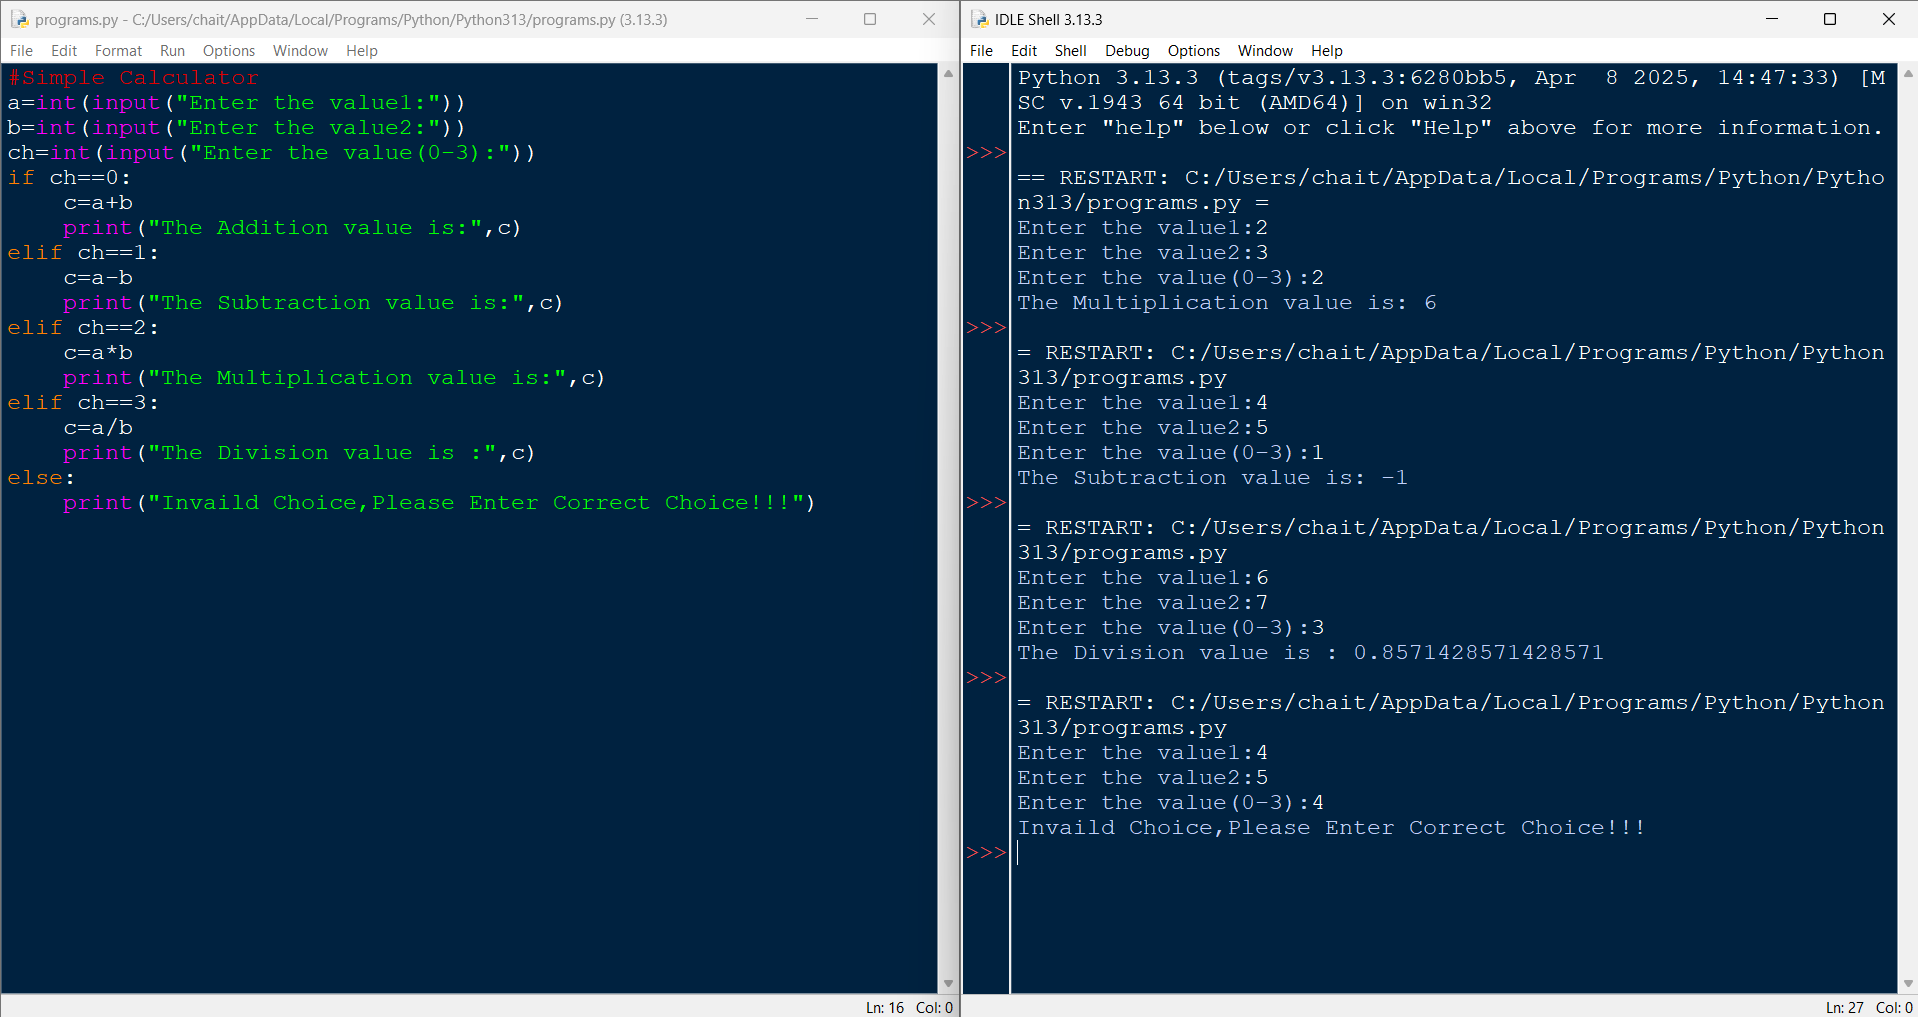 programs.py - C:/Users/chait/AppData/Local/Programs/Python/Python313/programs.py (3.13.3)
File Edit Format Run Options Window Help
#Simple Calculator
a=int(input("Enter the value1:"))
b=int(input("Enter the value2:"))
ch=int(input("Enter the value(0-3):"))
if ch==0:
    c=a+b
    print("The Addition value is:",c)
elif ch==1:
    c=a-b
    print("The Subtraction value is:",c)
elif ch==2:
    c=a*b
    print("The Multiplication value is:",c)
elif ch==3:
    c=a/b
    print("The Division value is :",c)
else:
    print("Invaild Choice,Please Enter Correct Choice!!!")
Ln: 16 Col: 0
IDLE Shell 3.13.3
File Edit Shell Debug Options Window Help
Python 3.13.3 (tags/v3.13.3:6280bb5, Apr  8 2025, 14:47:33) [M
SC v.1943 64 bit (AMD64)] on win32
Enter "help" below or click "Help" above for more information.
>>>
== RESTART: C:/Users/chait/AppData/Local/Programs/Python/Pytho
n313/programs.py =
Enter the value1:2
Enter the value2:3
Enter the value(0-3):2
The Multiplication value is: 6
>>>
= RESTART: C:/Users/chait/AppData/Local/Programs/Python/Python
313/programs.py
Enter the value1:4
Enter the value2:5
Enter the value(0-3):1
The Subtraction value is: -1
>>>
= RESTART: C:/Users/chait/AppData/Local/Programs/Python/Python
313/programs.py
Enter the value1:6
Enter the value2:7
Enter the value(0-3):3
The Division value is : 0.8571428571428571
>>>
= RESTART: C:/Users/chait/AppData/Local/Programs/Python/Python
313/programs.py
Enter the value1:4
Enter the value2:5
Enter the value(0-3):4
Invaild Choice,Please Enter Correct Choice!!!
>>>
Ln: 27 Col: 0